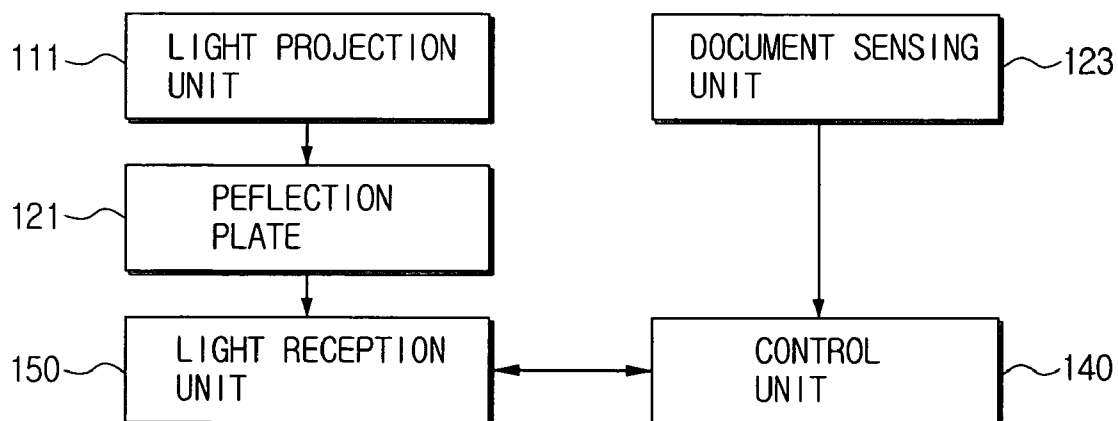 111
LIGHT PROJECTION
UNIT
DOCUMENT SENSING
UNIT
123
121
PEFLECTION
PLATE
150
LIGHT RECEPTION
UNIT
CONTROL
UNIT
140